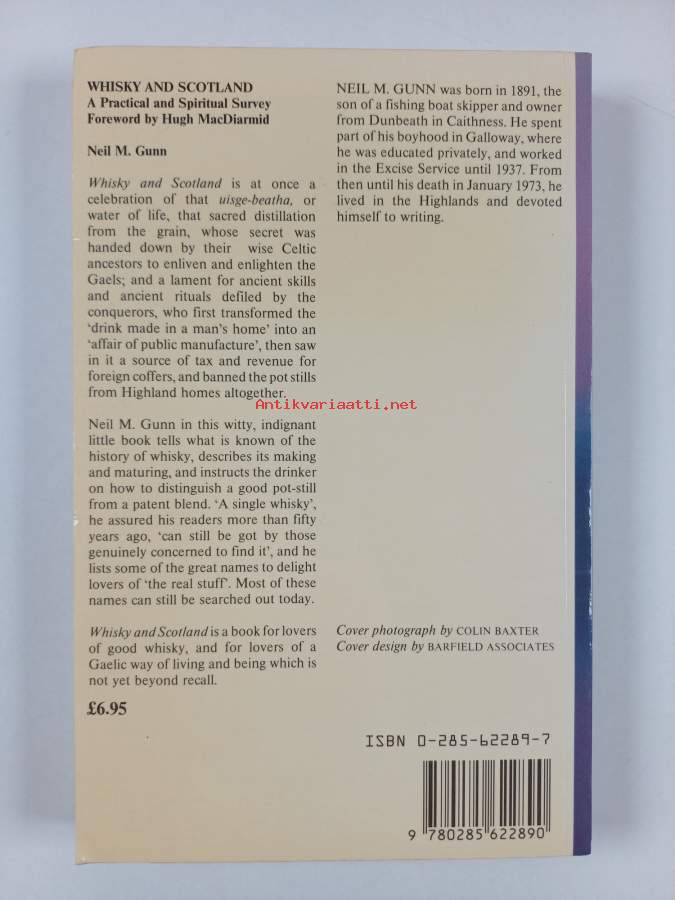 WHISKY AND SCOTLAND
A Practical and Spiritual Survey
Foreword by Hugh MacDiarmid
Neil M. Gunn
Whisky and Scotland is at once a
celebration of that uisge-beatha, or
water of life, that sacred distillation
from the grain, whose secret was
handed down by their wise Celtic
ancestors to enliven and enlighten the
Gaels; and a lament for ancient skills
and ancient rituals defiled by the
conquerors, who first transformed the
‘drink made in a man’s home’ into an
‘affair of public manufacture’, then saw
in it a source of tax and revenue for
foreign coffers, and banned the pot stills
from Highland homes altogether.
Neil M. Gunn in this witty, indignant
little book tells what is known of the
history of whisky, describes its making
and maturing, and instructs the drinker
on how to distinguish a good pot-still
from a patent blend. ‘A single whisky’,
he assured his readers more than fifty
years ago, ‘can still be got by those
genuinely concerned to find it’, and he
lists some of the great names to delight
lovers of ‘the real stuff’. Most of these
names can still be searched out today.
Whisky and Scotland is a book for lovers
of good whisky, and for lovers of a
Gaelic way of living and being which is
not yet beyond recall.
£6.95
NEIL M. GUNN was born in 1891, the
son of a fishing boat skipper and owner
from Dunbeath in Caithness. He spent
part of his boyhood in Galloway, where
he was educated privately, and worked
in the Excise Service until 1937. From
then until his death in January 1973, he
lived in the Highlands and devoted
himself to writing.
Antikvariaatti.net
Cover photograph by COLIN BAXTER
Cover design by BARFIELD ASSOCIATES
ISBN 0-285-62289-7
9 780285 622890